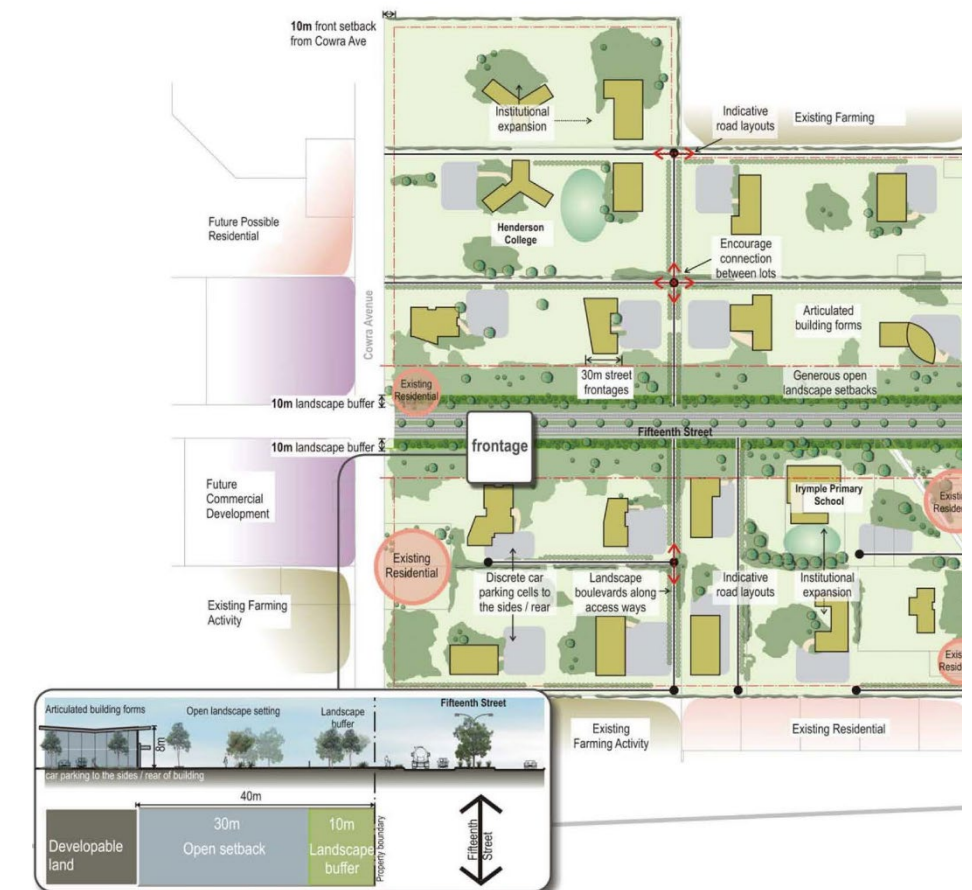 10m front setback
from Cowra Ave
Institutional
expansion
Indicative
road layouts
Existing Farming
Future Possible
Residential
Henderson
College
Encourage
connection
between lots
Cowra Avenue
Articulated
building forms
Existing
Residential
30m street
frontages
Generous open
landscape setbacks
10m landscape buffer
Fifteenth Street
10m landscape buffer
frontage
Future
Commercial
Development
Irymple Primary
School
Existing
Residential
Existing Farming
Activity
Discrete car
parking cells to
the sides / rear
Landscape
boulevards along
access ways
Indicative
road layouts
Institutional
expansion
Articulated building forms
Open landscape setting
Landscape
buffer
Fifteenth Street
8m
car parking to the sides / rear of building
40m
Developable
land
30m
Open setback
10m
Landscape
buffer
Property boundary
Fifteenth
Street
Existing
Farming Activity
Existing Residential